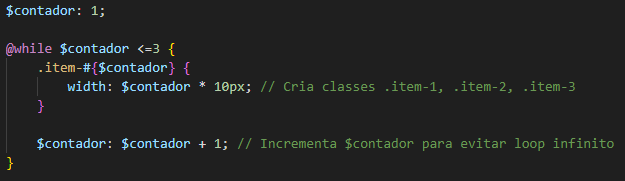 $contador: 1;
@while $contador <=3 {
.item-#{$contador} {
width: $contador * 10px; // Cria classes .item-1, .item-2, .item-3
}
$contador: $contador + 1; // Incrementa $contador para evitar loop infinito
}